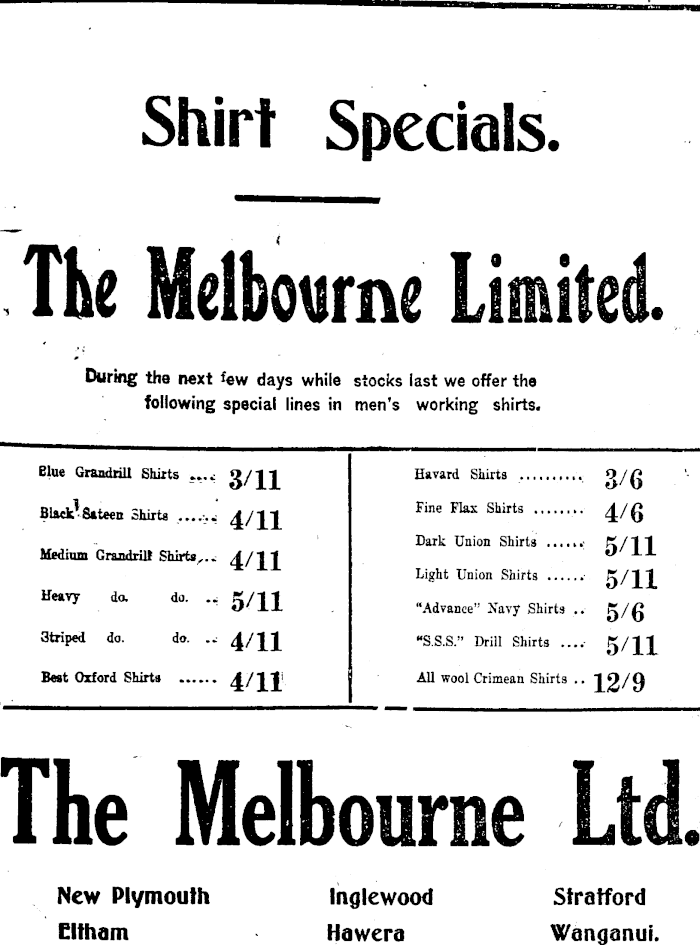 Shirt Specials.
The Melbourne Limited.
During the next few days while stocks last we offer the
following special lines in men's working shirts.
Blue Grandrill Shirts .... 3/11
Black Sateen Shirts ...... 4/11
Medium Grandrill Shirts,.. 4/11
Heavy do. do. .. 5/11
Striped do. do. .. 4/11
Best Oxford Shirts ...... 4/11
Havard Shirts .......... 3/6
Fine Flax Shirts ........ 4/6
Dark Union Shirts ...... 5/11
Light Union Shirts ...... 5/11
"Advance" Navy Shirts .. 5/6
"S.S.S." Drill Shirts .... 5/11
All wool Crimean Shirts .. 12/9
The Melbourne Ltd.
New Plymouth Inglewood Stratford
Eltham Hawera Wanganui.